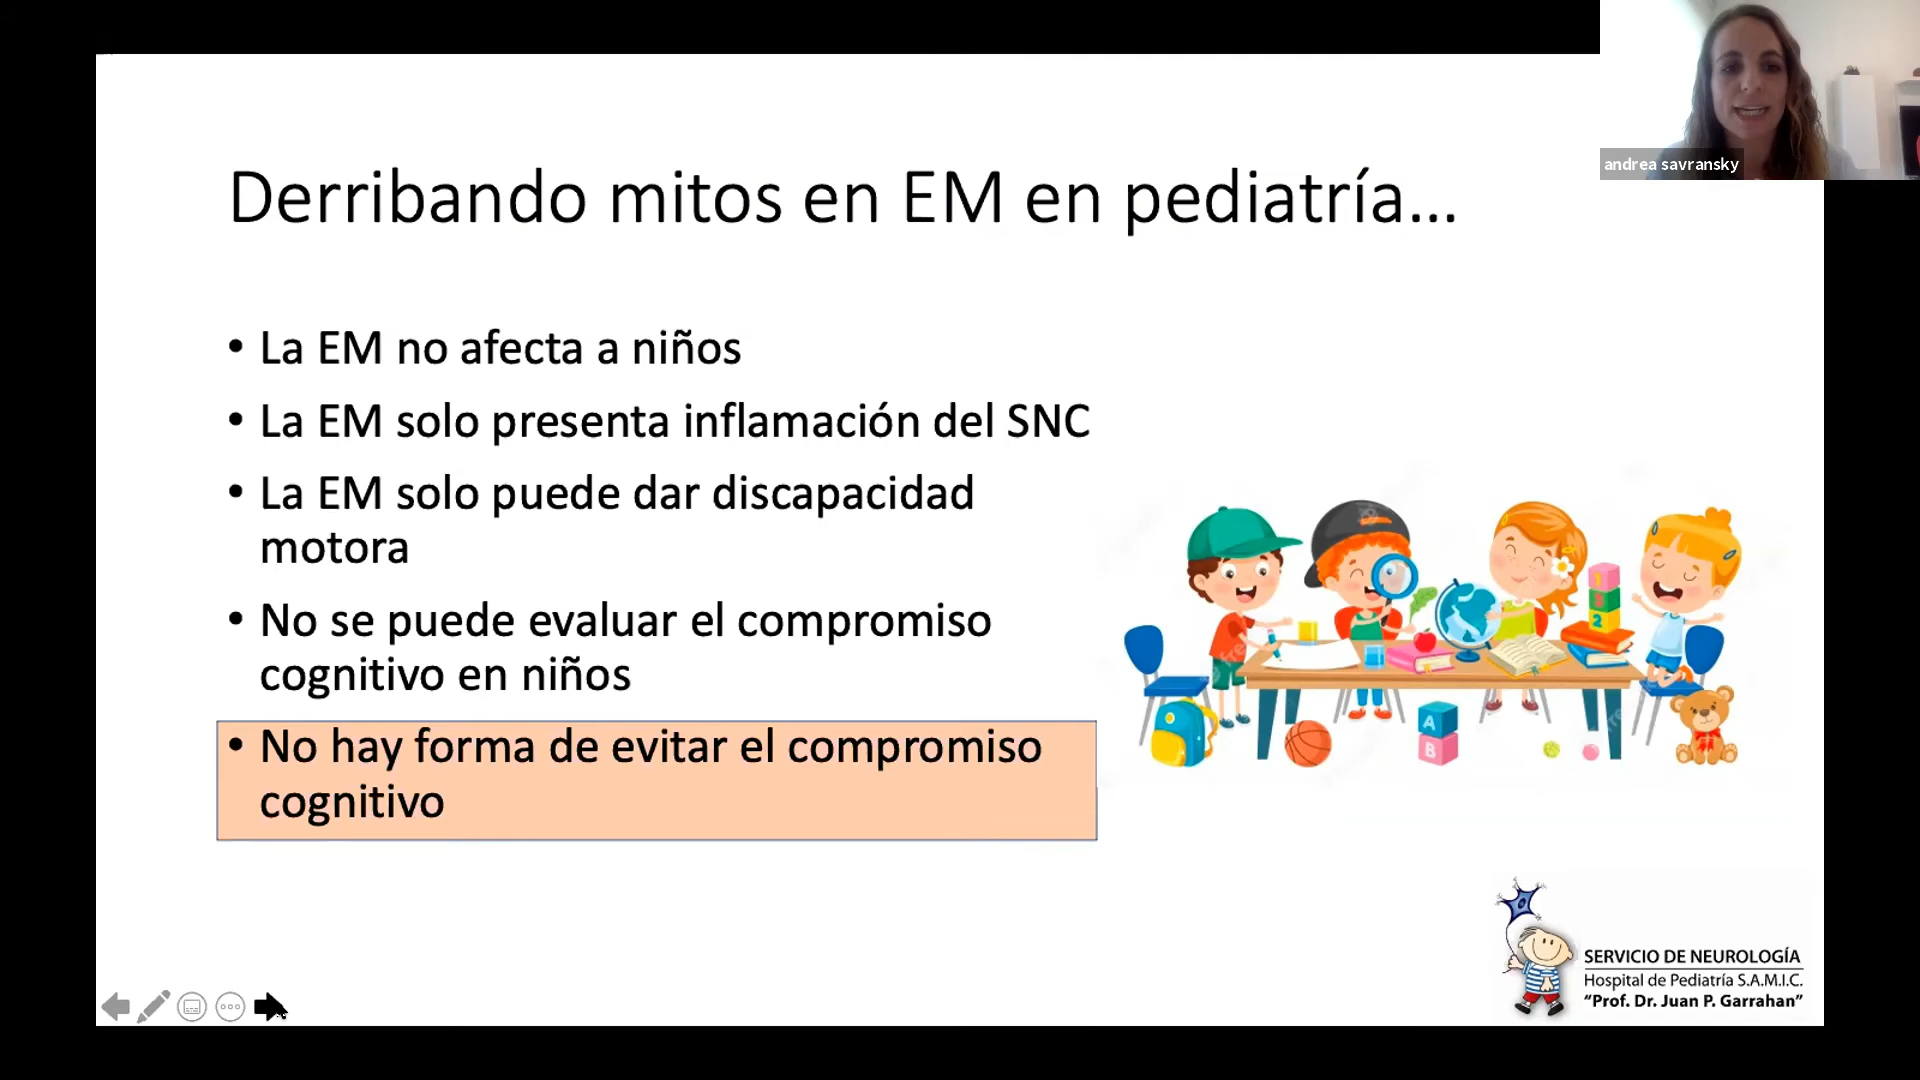 andrea savransky
Derribando mitos en EM en pediatría...
• La EM no afecta a niños
• La EM solo presenta inflamación del SNC
• La EM solo puede dar discapacidad
motora
• No se puede evaluar el compromiso
cognitivo en niños
• No hay forma de evitar el compromiso
cognitivo
1
2
A
B
SERVICIO DE NEUROLOGÍA
Hospital de Pediatría S.A.M.I.C.
“Prof. Dr. Juan P. Garrahan”